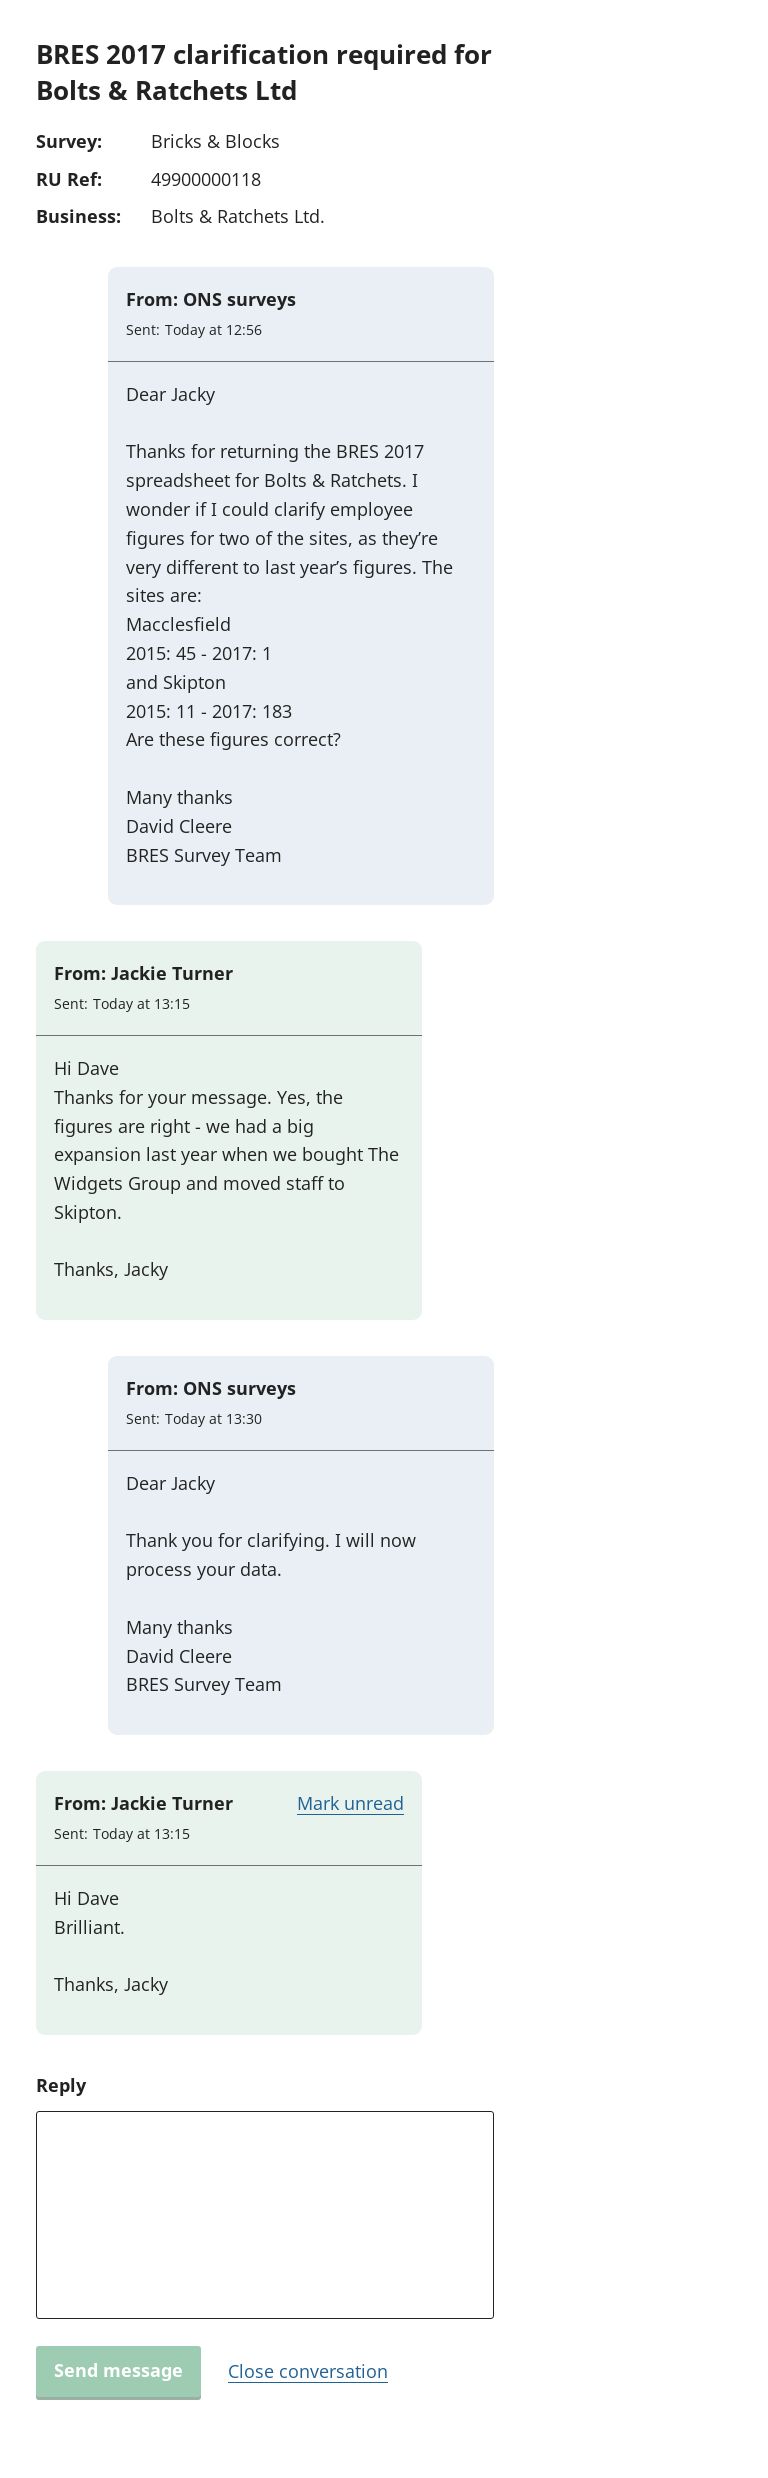 BRES 2017 clarification required for
Bolts & Ratchets Ltd
Survey: Bricks & Blocks
RU Ref: 49900000118
Business: Bolts & Ratchets Ltd.
From: ONS surveys
Sent: Today at 12:56
Dear Jacky
Thanks for returning the BRES 2017
spreadsheet for Bolts & Ratchets. I
wonder if I could clarify employee
figures for two of the sites, as they’re
very different to last year’s figures. The
sites are:
Macclesfield
2015: 45 - 2017: 1
and Skipton
2015: 11 - 2017: 183
Are these figures correct?
Many thanks
David Cleere
BRES Survey Team
From: Jackie Turner
Sent: Today at 13:15
Hi Dave
Thanks for your message. Yes, the
figures are right - we had a big
expansion last year when we bought The
Widgets Group and moved staff to
Skipton.
Thanks, Jacky
From: ONS surveys
Sent: Today at 13:30
Dear Jacky
Thank you for clarifying. I will now
process your data.
Many thanks
David Cleere
BRES Survey Team
From: Jackie Turner Mark unread
Sent: Today at 13:15
Hi Dave
Brilliant.
Thanks, Jacky
Reply
Send message Close conversation